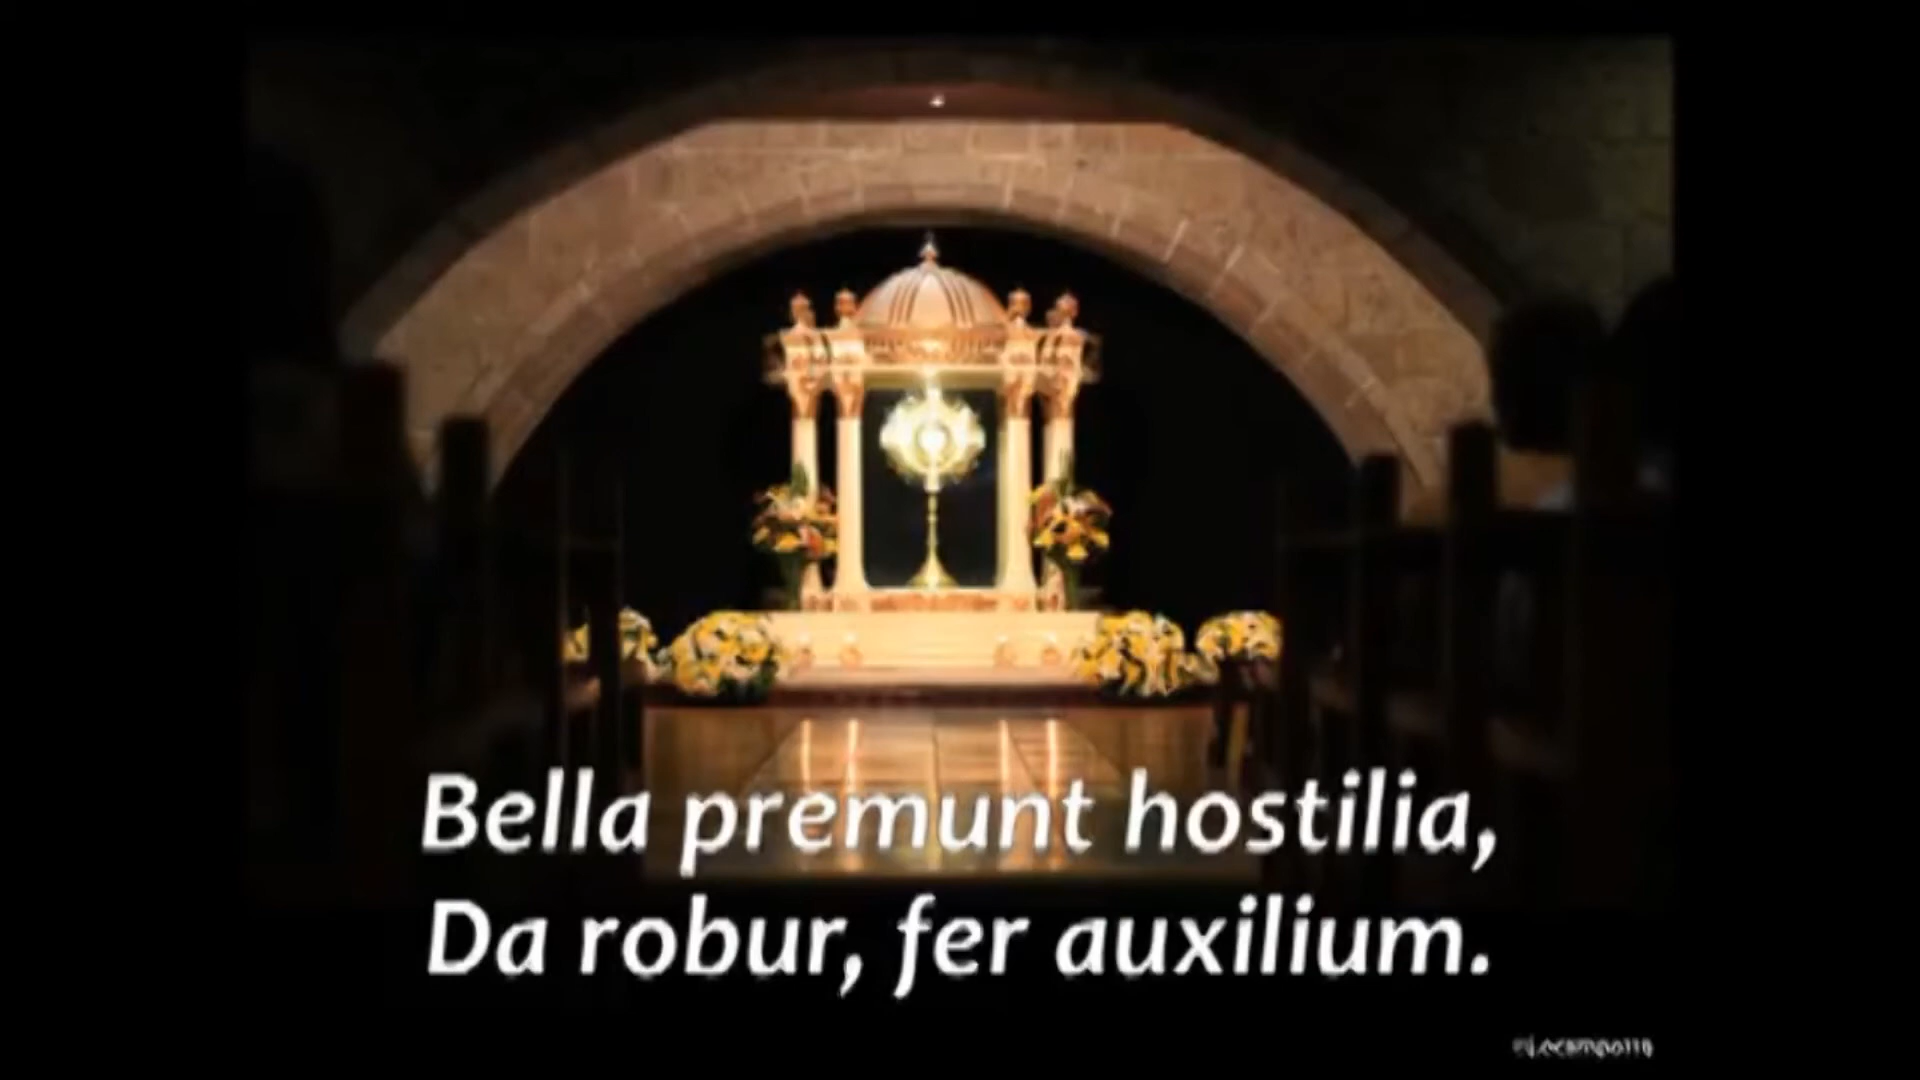 Bella premunt hostilia,
Da robur, fer auxilium.